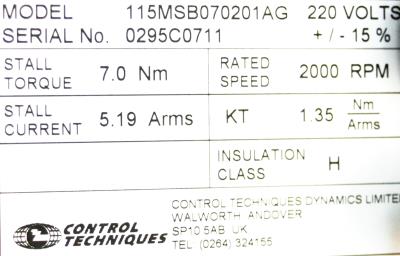 MODEL 115MSB070201AG 220 VOLTS
SERIAL No. 0295C0711 + / - 15 %
STALL TORQUE 7.0 Nm RATED SPEED 2000 RPM
STALL CURRENT 5.19 Arms KT 1.35 Nm/Arms
INSULATION CLASS H
CONTROL TECHNIQUES
CONTROL TECHNIQUES DYNAMICS LIMITE
WALWORTH ANDOVER
SP10 5AB UK
TEL (0264) 324155